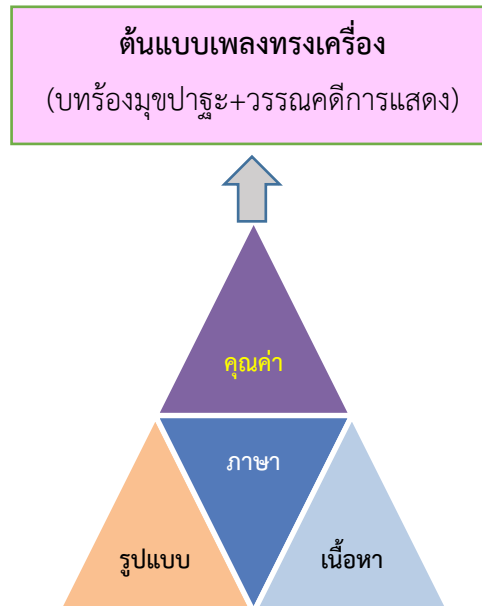 ต้นแบบเพลงทรงเครื่อง
(บทร้องมุขปาฐะ+วรรณคดีการแสดง)
คุณค่า
ภาษา
รูปแบบ
เนื้อหา